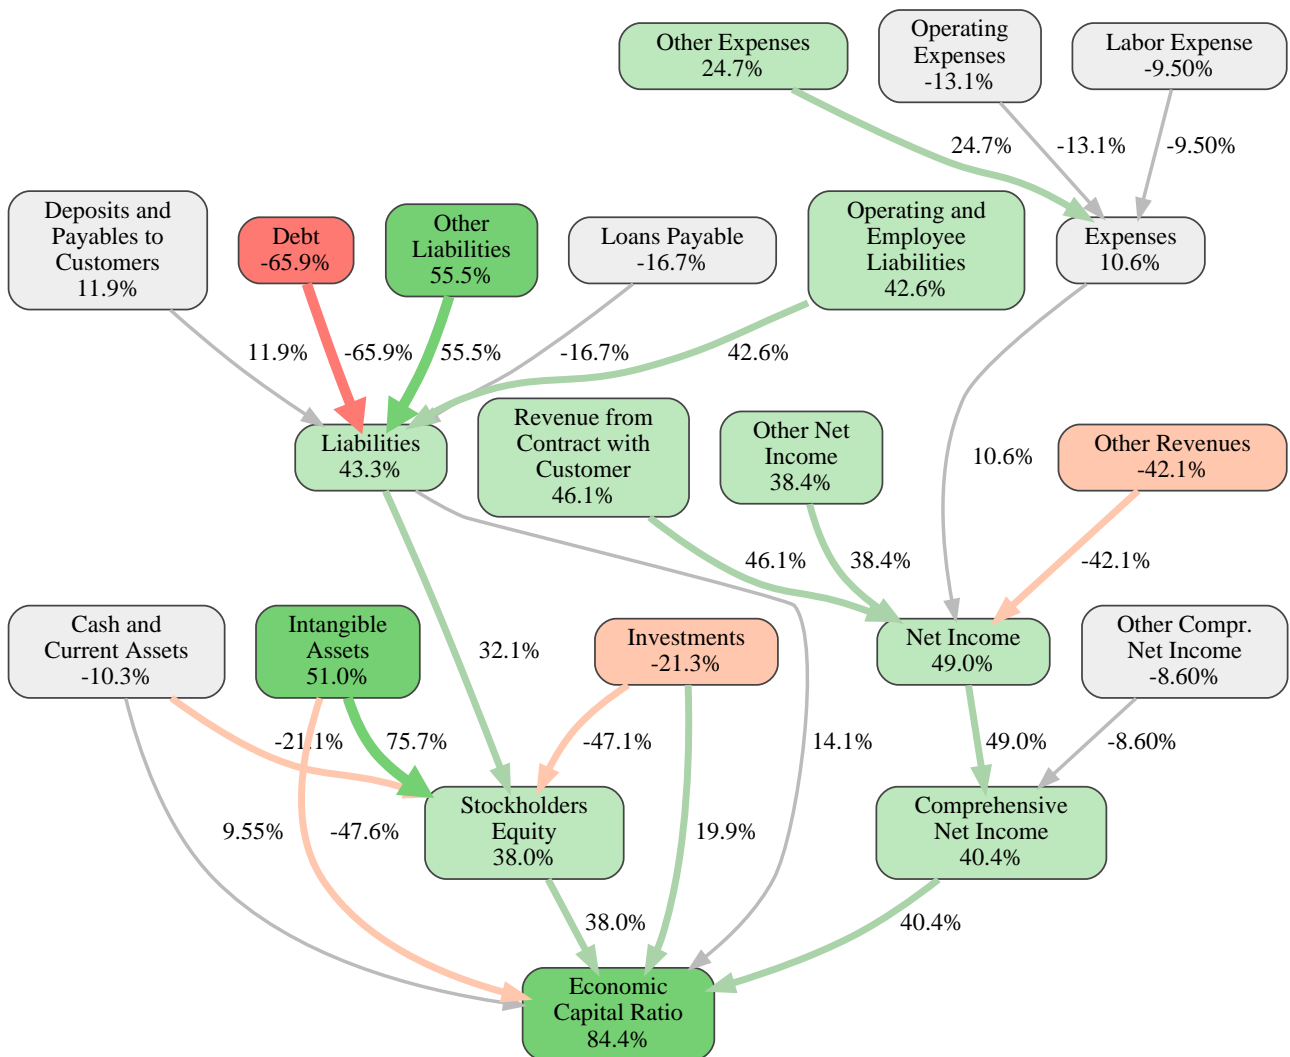 Other Expenses
24.7%
Operating
Expenses
-13.1%
Labor Expense
-9.50%
24.7%
-13.1%
-9.50%
Deposits and
Payables to
Customers
11.9%
Debt
-65.9%
Other
Liabilities
55.5%
Loans Payable
-16.7%
Operating and
Employee
Liabilities
42.6%
Expenses
10.6%
11.9%
-65.9%
55.5%
-16.7%
42.6%
Liabilities
43.3%
Revenue from
Contract with
Customer
46.1%
Other Net
Income
38.4%
10.6%
Other Revenues
-42.1%
46.1%
38.4%
-42.1%
Cash and
Current Assets
-10.3%
Intangible
Assets
51.0%
32.1%
Investments
-21.3%
Net Income
49.0%
Other Compr.
Net Income
-8.60%
-21.1%
75.7%
-47.1%
14.1%
49.0%
-8.60%
9.55%
-47.6%
Stockholders
Equity
38.0%
19.9%
Comprehensive
Net Income
40.4%
38.0%
40.4%
Economic
Capital Ratio
84.4%